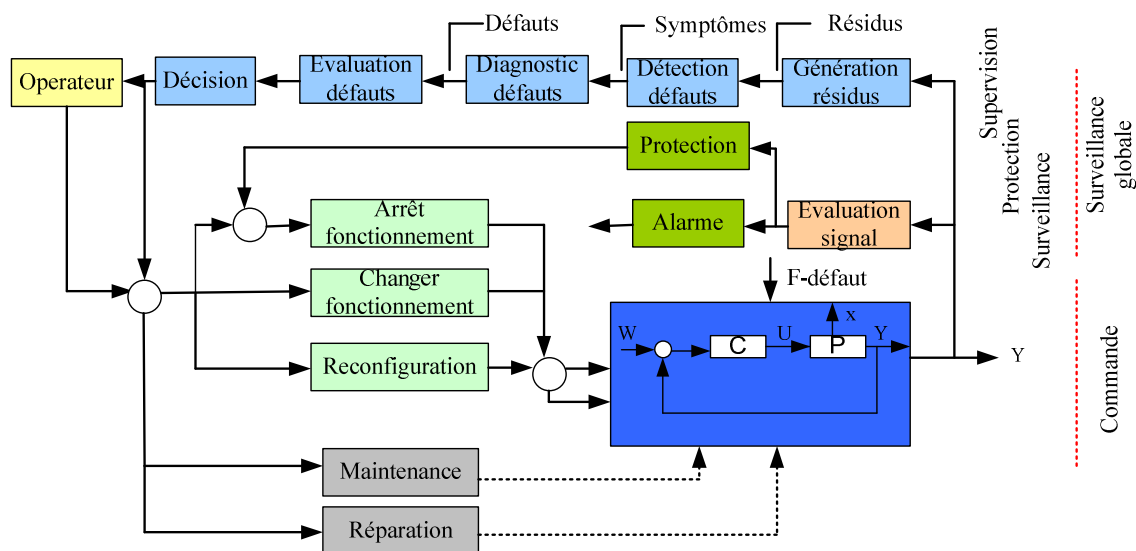 Défauts
Symptômes
Résidus
Operateur
Décision
Evaluation
défauts
Diagnostic
défauts
Détection
défauts
Génération
résidus
Supervision
Protection
Surveillance
Surveillance
globale
Protection
Arrêt
fonctionnement
Alarme
Evaluation
signal
Changer
fonctionnement
F-défaut
Reconfiguration
W
C
U
P
x
Y
Y
Commande
Maintenance
Réparation